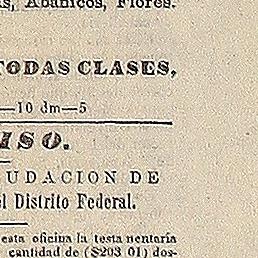 s, Abanicos, Flores.
TODAS CLASES,
—10 dm—5
ISO.
UDACION DE
el Distrito Federal.
esta oficina la testamentaría
cantidad de ($203 01) dos-